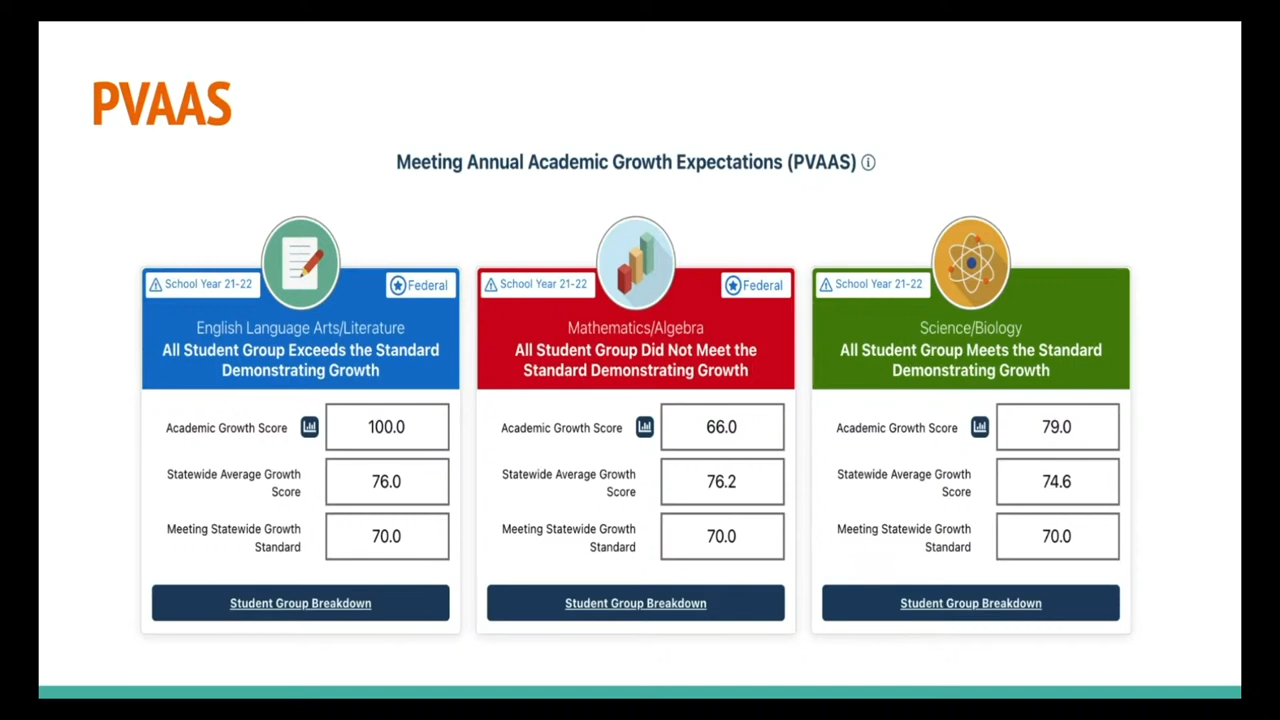 PVAAS
Meeting Annual Academic Growth Expectations (PVAAS)
School Year 21-22
Federal
English Language Arts/Literature
All Student Group Exceeds the Standard
Demonstrating Growth
Academic Growth Score
100.0
Statewide Average Growth
Score
76.0
Meeting Statewide Growth
Standard
70.0
Student Group Breakdown
School Year 21-22
Federal
Mathematics/Algebra
All Student Group Did Not Meet the
Standard Demonstrating Growth
Academic Growth Score
66.0
Statewide Average Growth
Score
76.2
Meeting Statewide Growth
Standard
70.0
Student Group Breakdown
School Year 21-22
Science/Biology
All Student Group Meets the Standard
Demonstrating Growth
Academic Growth Score
79.0
Statewide Average Growth
Score
74.6
Meeting Statewide Growth
Standard
70.0
Student Group Breakdown